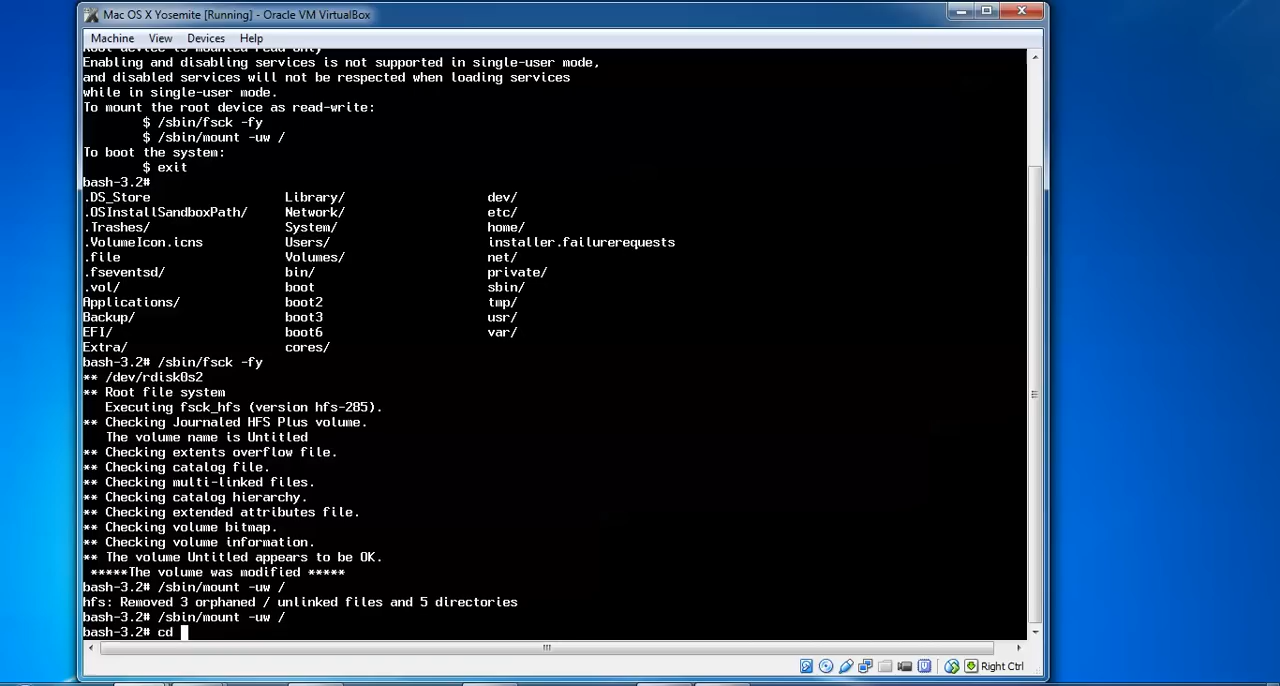 Mac OS X Yosemite [Running] - Oracle VM VirtualBox
Machine View Devices Help
Root device is mounted read-only
Enabling and disabling services is not supported in single-user mode,
and disabled services will not be respected when loading services
while in single-user mode.
To mount the root device as read-write:
$ /sbin/fsck -fy
$ /sbin/mount -uw /
To boot the system:
$ exit
bash-3.2#
.DS_Store Library/ dev/
.OSInstallSandboxPath/ Network/ etc/
.Trashes/ System/ home/
.VolumeIcon.icns Users/ installer.failurerequests
.file Volumes/ net/
.fseventsd/ bin/ private/
.vol/ boot sbin/
Applications/ boot2 tmp/
Backup/ boot3 usr/
EFI/ boot6 var/
Extra/ cores/
bash-3.2# /sbin/fsck -fy
** /dev/rdisk0s2
** Root file system
Executing fsck_hfs (version hfs-285).
** Checking Journaled HFS Plus volume.
The volume name is Untitled
** Checking extents overflow file.
** Checking catalog file.
** Checking multi-linked files.
** Checking catalog hierarchy.
** Checking extended attributes file.
** Checking volume bitmap.
** Checking volume information.
** The volume Untitled appears to be OK.
*****The volume was modified *****
bash-3.2# /sbin/mount -uw /
hfs: Removed 3 orphaned / unlinked files and 5 directories
bash-3.2# /sbin/mount -uw /
bash-3.2# cd
Right Ctrl